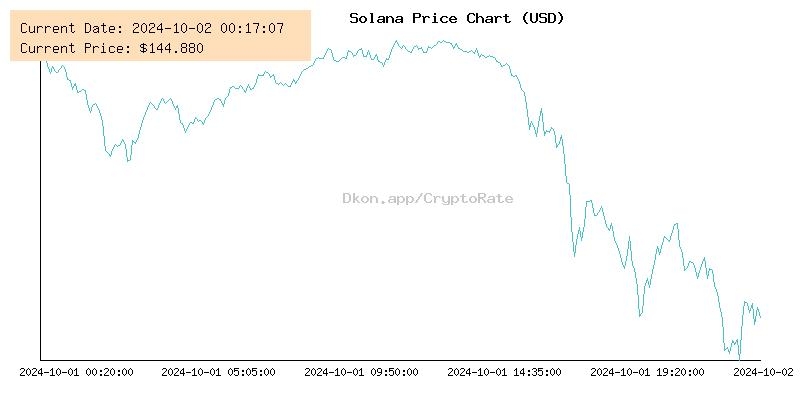 Solana Price Chart (USD)
Current Date: 2024-10-02 00:17:07
Current Price: $144.880
Dkon.app/CryptoRate
2024-10-01 00:20:00 2024-10-01 05:05:00 2024-10-01 09:50:00 2024-10-01 14:35:00 2024-10-01 19:20:00 2024-10-02